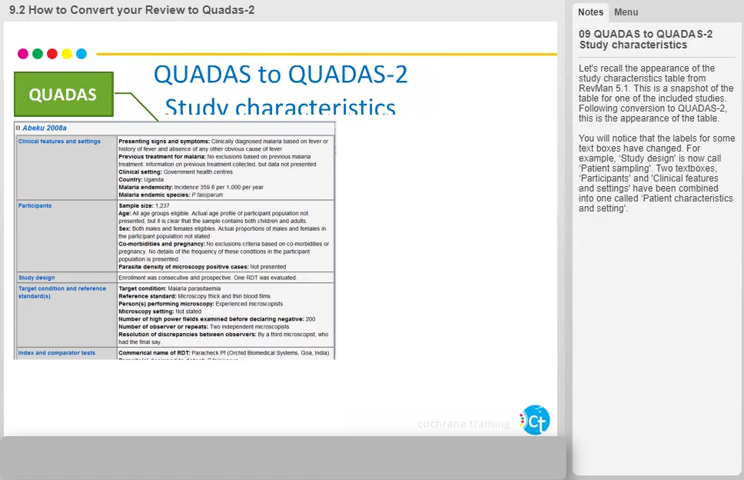 9.2 How to Convert your Review to Quadas-2
QUADAS to QUADAS-2
QUADAS
Study characteristics
Abeku 2008a
Clinical features and settings
Presenting signs and symptoms: Clinically diagnosed malaria based on fever or
history of fever and absence of any other obvious cause of fever
Previous treatment for malaria: No exclusions based on previous malaria
treatment. Information on previous treatment collected, but data not presented
Clinical setting: Government health centres
Country: Uganda
Malaria endemicity: incidence 359.6 per 1,000 per year
Malaria endemic species: P falciparum
Participants
Sample size: 1,237
Age: All age groups eligible. Actual age profile of participant population not
presented, but it is clear that the sample contains both children and adults.
Sex: Both males and females eligible. Actual proportions of males and females in
the participant population not stated
Co-morbidities and pregnancy: No exclusions criteria based on co-morbidities or
pregnancy. No details of the frequency of these conditions in the participant
population is presented.
Parasite density of microscopy positive cases: Not presented
Study design
Enrolment was consecutive and prospective. One RDT was evaluated.
Target condition and reference
standard(s)
Target condition: Malaria parasitaemia
Reference standard: Microscopy thick and thin blood films
Person(s) performing microscopy: Experienced microscopists
Microscopy setting: Not stated
Number of high power fields examined before declaring negative: 200
Number of observer or repeats: Two independent microscopists
Resolution of discrepancies between observers: By a third microscopist, who
had the final say.
Index and comparator tests
Commerical name of RDT: Paracheck Pf (Orchid Biomedical Systems, Goa, India)
cochrane training
ct
Notes
Menu
09 QUADAS to QUADAS-2
Study characteristics
Let's recall the appearance of the
study characteristics table from
RevMan 5.1. This is a snapshot of the
table for one of the included studies.
Following conversion to QUADAS-2,
this is the appearance of the table.
You will notice that the labels for some
text boxes have changed. For
example, 'Study design' is now call
'Patient sampling'. Two textboxes,
'Participants' and 'Clinical features
and settings' have been combined
into one called 'Patient characteristics
and setting'.